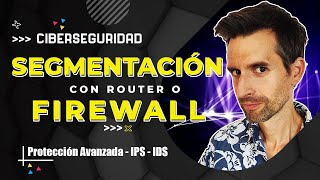 >>> CIBERSEGURIDAD
SEGMENTACIÓN
CON ROUTER O
FIREWALL
>>>
Protección Avanzada - IPS - IDS